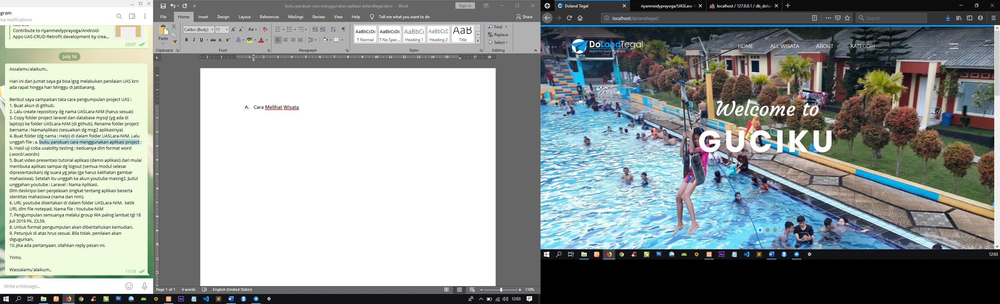 egram
ice notifications
Retrofit
Contribute to riyanmeidyprayoga/Android-
Apps-UAS-CRUD-Retrofit development by crea...
23:37
July 14
Assalamu'alaikum..
Hari ini dan Jumat saya ga bisa lgsg melakukan penilaian UAS krn
ada rapat hingga hari Minggu di Jatibarang.
Berikut saya sampaikan tata cara pengumpulan project UAS :
1. Buat akun di github.
2. Lalu create repository dg nama UASLara-NIM (harus sesuai)
3. Copy folder project laravel dan database mysql (yg ada di
laptop) ke folder UASLara-NIM (di github). Rename folder project
bernama : NamaAplikasi (sesuaikan dg msg2 aplikasinya)
4. Buat folder (dg nama : Help) di dalam folder UASLara-NIM. Lalu
unggah file : a. buku panduan cara menggunakan aplikasi project ;
b. Hasil uji coba usability testing ; keduanya dlm format word
(.word/.wordx)
5. Buat video presentasi tutorial aplikasi (demo aplikasi) dari mulai
membuka aplikasi sampai dg logout (semua modul selesai
dipresentasikan) dg suara yg jelas (ga harus kelihatan gambar
mahasiswa). Setelah itu unggah ke akun youtube masing2. Judul
unggahan youtube : Laravel : Nama Aplikasi.
Dlm deskripsi beri penjelasan singkat tentang aplikasi beserta
identitas mahasiswa (nama dan nim).
6. URL youtube disertakan di dalam folder UASLara-NIM. ketik
URL dlm file notepad. Nama file : Youtube-NIM
7. Pengumpulan semuanya melalui group WA paling lambat tgl 18
Juli 2019 Pk. 23.59.
8. Untuk format pengumpulan akan diberitahukan kemudian.
9. Petunjuk di atas hrus sesuai. Bila tidak, penilaian akan
digugurkan.
10. Jika ada pertanyaan, silahkan reply pesan ini.
Trims.
Wassalamu'alaikum..
11:19
Write a message...
buku panduan cara menggunakan aplikasi dolandtegal.docx - Word
Sign in
File Home Insert Design Layout References Mailings Review View Help Tell me what you want to do Share
Paste
Calibri (Body) 11
Clipboard Font Paragraph
AaBbCcDc AaBbCcDc AaBbCc AaBbCcE AaB
¶ Normal ¶ No Spac... Heading 1 Heading 2 Title
Styles
Find
Replace
Select
Editing
A. Cara Melihat Wisata
Page 1 of 1 4 words English (United States) 110%
12:03
Doland Tegal
riyanmeidyprayoga/UASLara-1
localhost / 127.0.0.1 / db_dolan
localhost/dolandtegal/
Search
DoLandTegal
Search For Tourist Attractions
HOME ALL WISATA ABOUT KATEGORI
Welcome to
GUCIKU
12:03